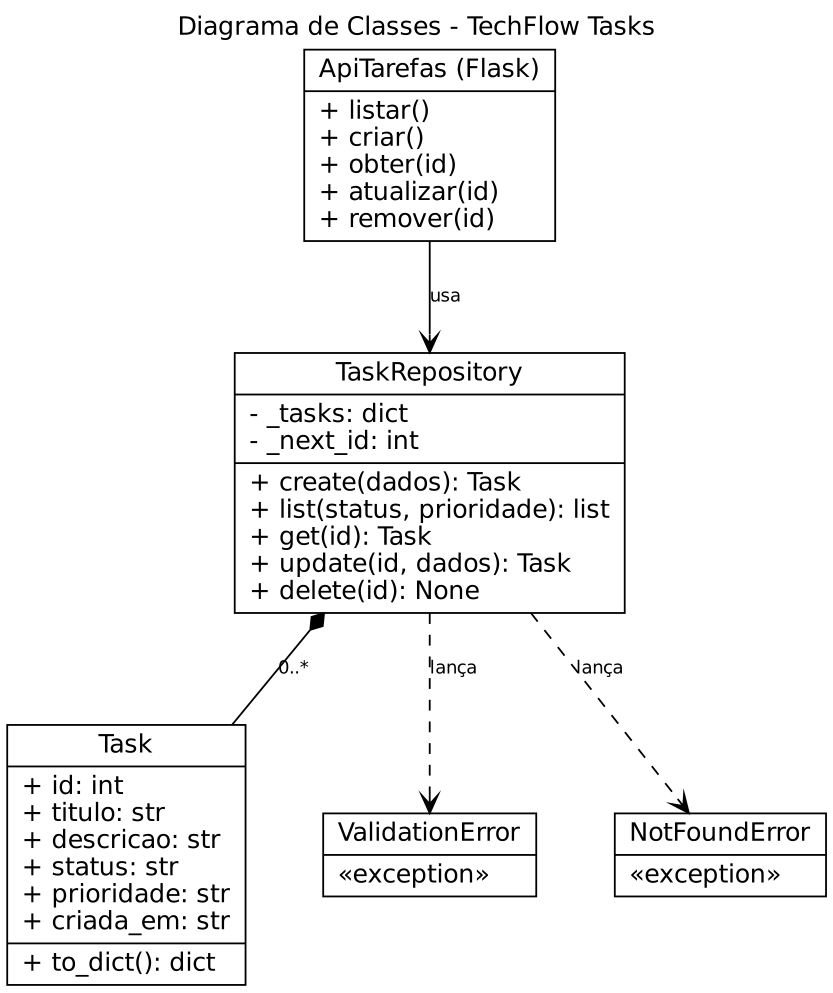 Diagrama de Classes - TechFlow Tasks
ApiTarefas (Flask)
+ listar()
+ criar()
+ obter(id)
+ atualizar(id)
+ remover(id)
usa
TaskRepository
- _tasks: dict
- _next_id: int
+ create(dados): Task
+ list(status, prioridade): list
+ get(id): Task
+ update(id, dados): Task
+ delete(id): None
0..*
lança
lança
Task
+ id: int
+ titulo: str
+ descricao: str
+ status: str
+ prioridade: str
+ criada_em: str
+ to_dict(): dict
ValidationError
«exception»
NotFoundError
«exception»